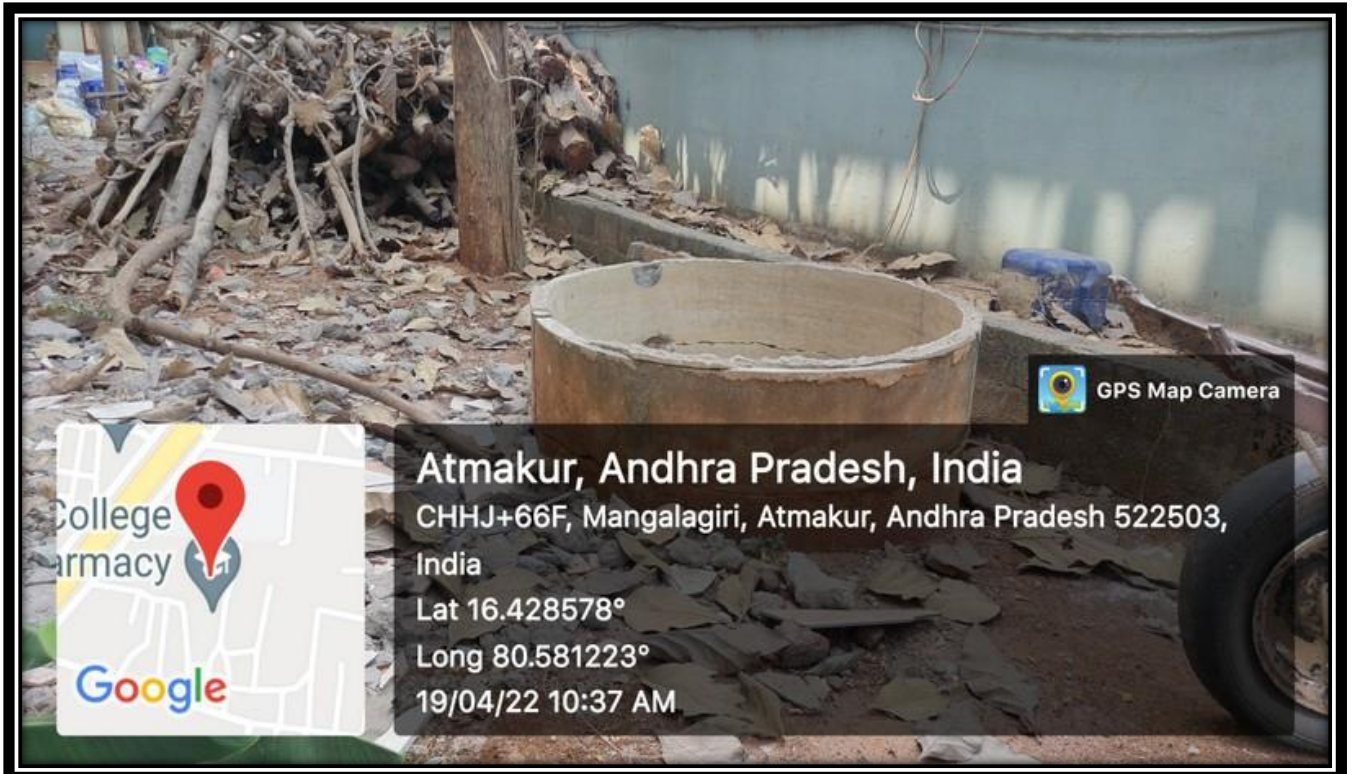 GPS Map Camera
Atmakur, Andhra Pradesh, India
CHHJ+66F, Mangalagiri, Atmakur, Andhra Pradesh 522503,
India
Lat 16.428578°
Long 80.581223°
19/04/22 10:37 AM
College
armacy
Google